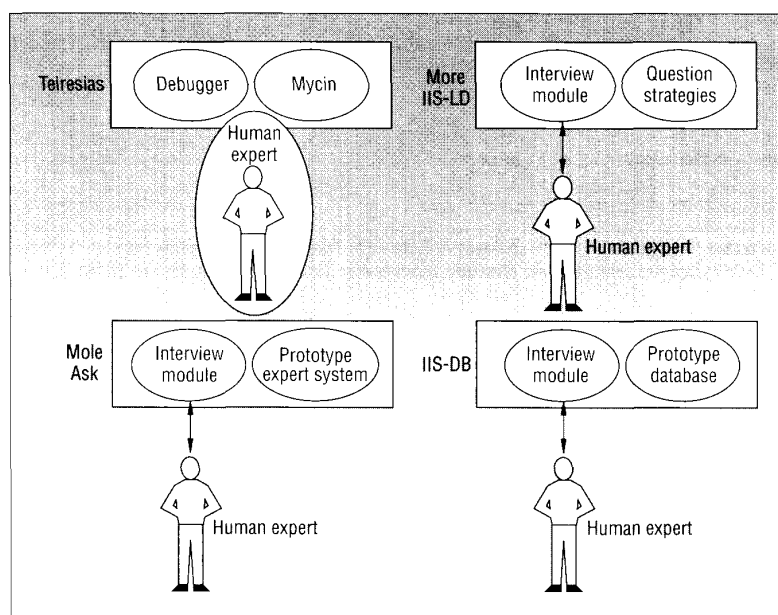 Teiresias
Debugger
Mycin
Human
expert
More
IIS-LD
Interview
module
Question
strategies
Human expert
Mole
Ask
Interview
module
Prototype
expert system
Human expert
IIS-DB
Interview
module
Prototype
database
Human expert